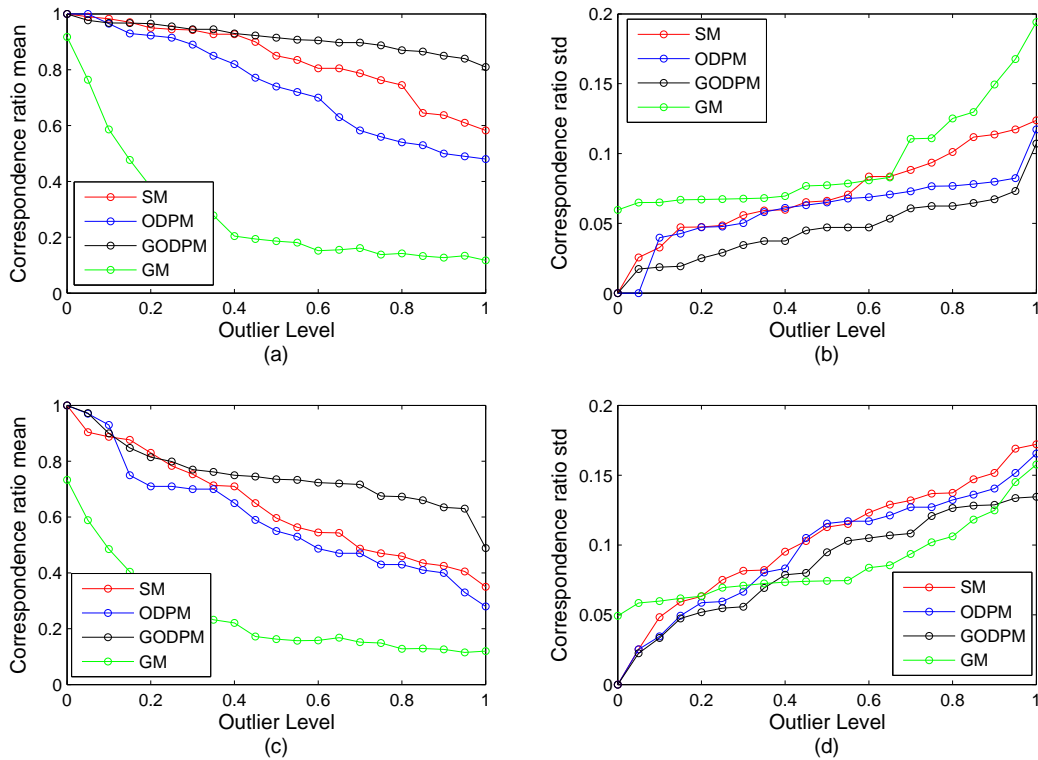 Correspondence ratio mean
1
0.8
0.6
0.4
0.2
0
SM
ODPM
GODPM
GM
0
0.2
0.4
0.6
0.8
1
Outlier Level
(a)
Correspondence ratio std
0.2
0.15
0.1
0.05
0
SM
ODPM
GODPM
GM
0
0.2
0.4
0.6
0.8
1
Outlier Level
(b)
Correspondence ratio mean
1
0.8
0.6
0.4
0.2
0
SM
ODPM
GODPM
GM
0
0.2
0.4
0.6
0.8
1
Outlier Level
(c)
Correspondence ratio std
0.2
0.15
0.1
0.05
0
SM
ODPM
GODPM
GM
0
0.2
0.4
0.6
0.8
1
Outlier Level
(d)